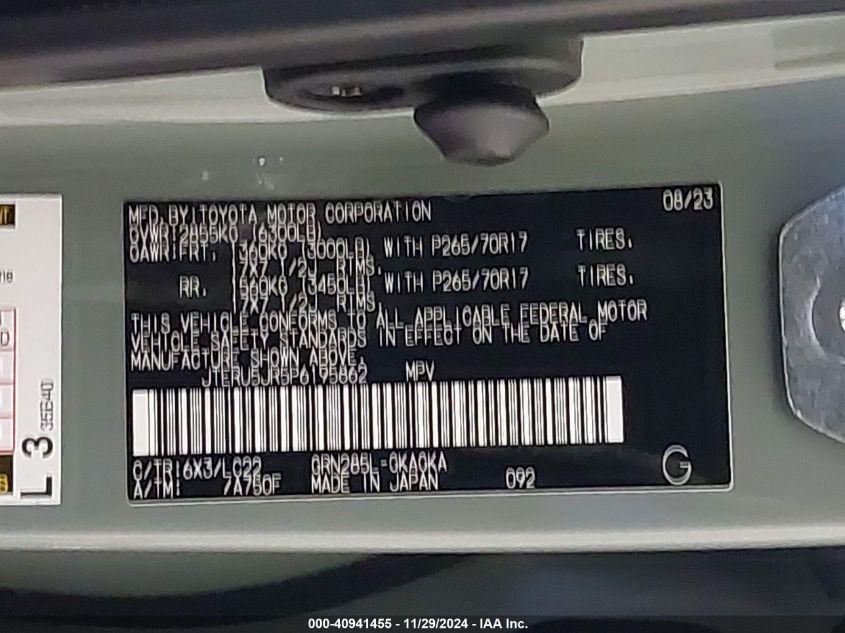 MFD BY:TOYOTA MOTOR CORPORATION 08/23
GVWR:2855KG (6300LB)
GAWR:FRT. (3000LB) WITH P265/70R17 TIRES,
17X7 1/2J RIMS.
RR. (3450LB) WITH P265/70R17 TIRES,
17X7 1/2J RIMS.
THIS VEHICLE CONFORMS TO ALL APPLICABLE FEDERAL MOTOR
VEHICLE SAFETY STANDARDS IN EFFECT ON THE DATE OF
MANUFACTURE SHOWN ABOVE.
JTERU5JR5P6195862 MPV
C/TR:6X3/LC22 GRN285L-GKAGKA
A/TM: 7A750F MADE IN JAPAN 092
G
L 3
35B40
000-40941455 - 11/29/2024 - IAA Inc.